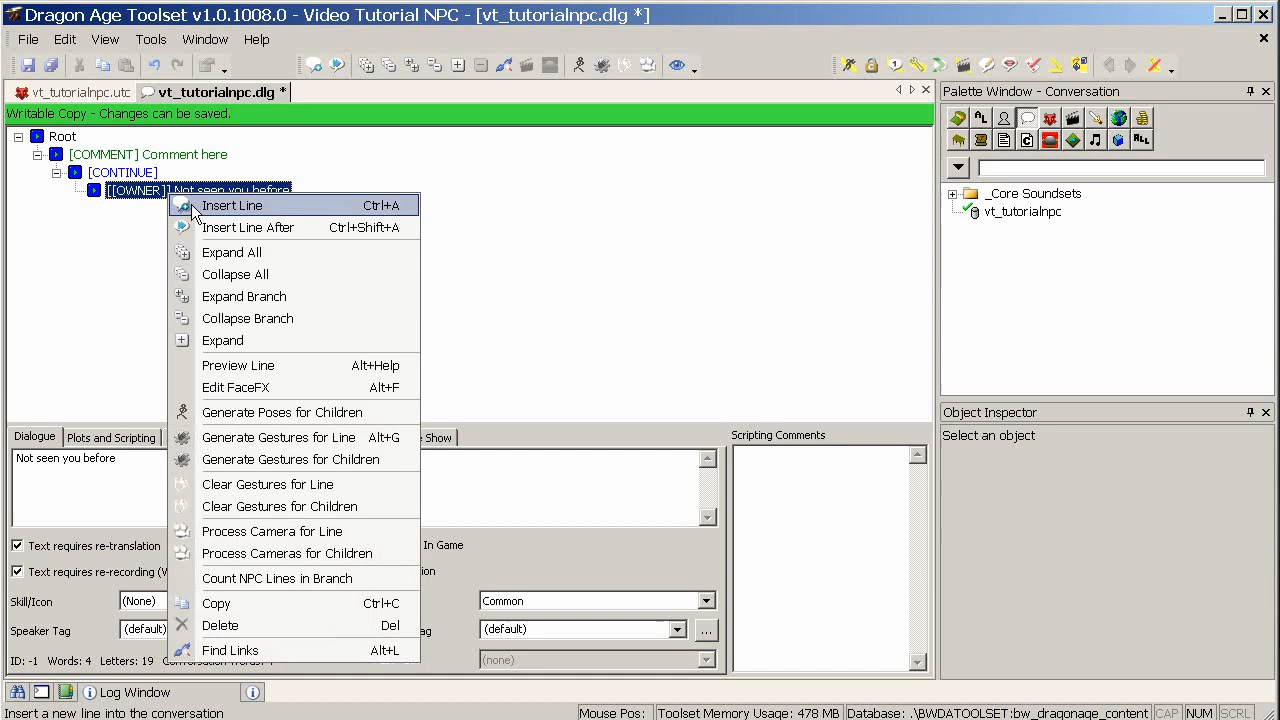 Dragon Age Toolset v1.0.1008.0 - Video Tutorial NPC - [vt_tutorialnpc.dlg *]
File Edit View Tools Window Help
vt_tutorialnpc.utc vt_tutorialnpc.dlg *
Writable Copy - Changes can be saved.
Root
[COMMENT] Comment here
[CONTINUE]
[[OWNER]] Not seen you before
Insert Line Ctrl+A
Insert Line After Ctrl+Shift+A
Expand All
Collapse All
Expand Branch
Collapse Branch
Expand
Preview Line Alt+Help
Edit FaceFX Alt+F
Generate Poses for Children
Generate Gestures for Line Alt+G
Generate Gestures for Children
Clear Gestures for Line
Clear Gestures for Children
Process Camera for Line
Process Cameras for Children
Count NPC Lines in Branch
Copy Ctrl+C
Delete Del
Find Links Alt+L
Dialogue Plots and Scripting Show
Not seen you before
Text requires re-translation In Game
Text requires re-recording
Skill/Icon (None) Common
Speaker Tag (default) (default) ...
ID: -1 Words: 4 Letters: 19 (none)
Scripting Comments
Palette Window - Conversation
AL
ALL
_Core Soundsets
vt_tutorialnpc
Object Inspector
Select an object
Log Window
Insert a new line into the conversation
Mouse Pos: Toolset Memory Usage: 478 MB Database: .\BWDATOOLSET:bw_dragonage_content CAP NUM SCRL